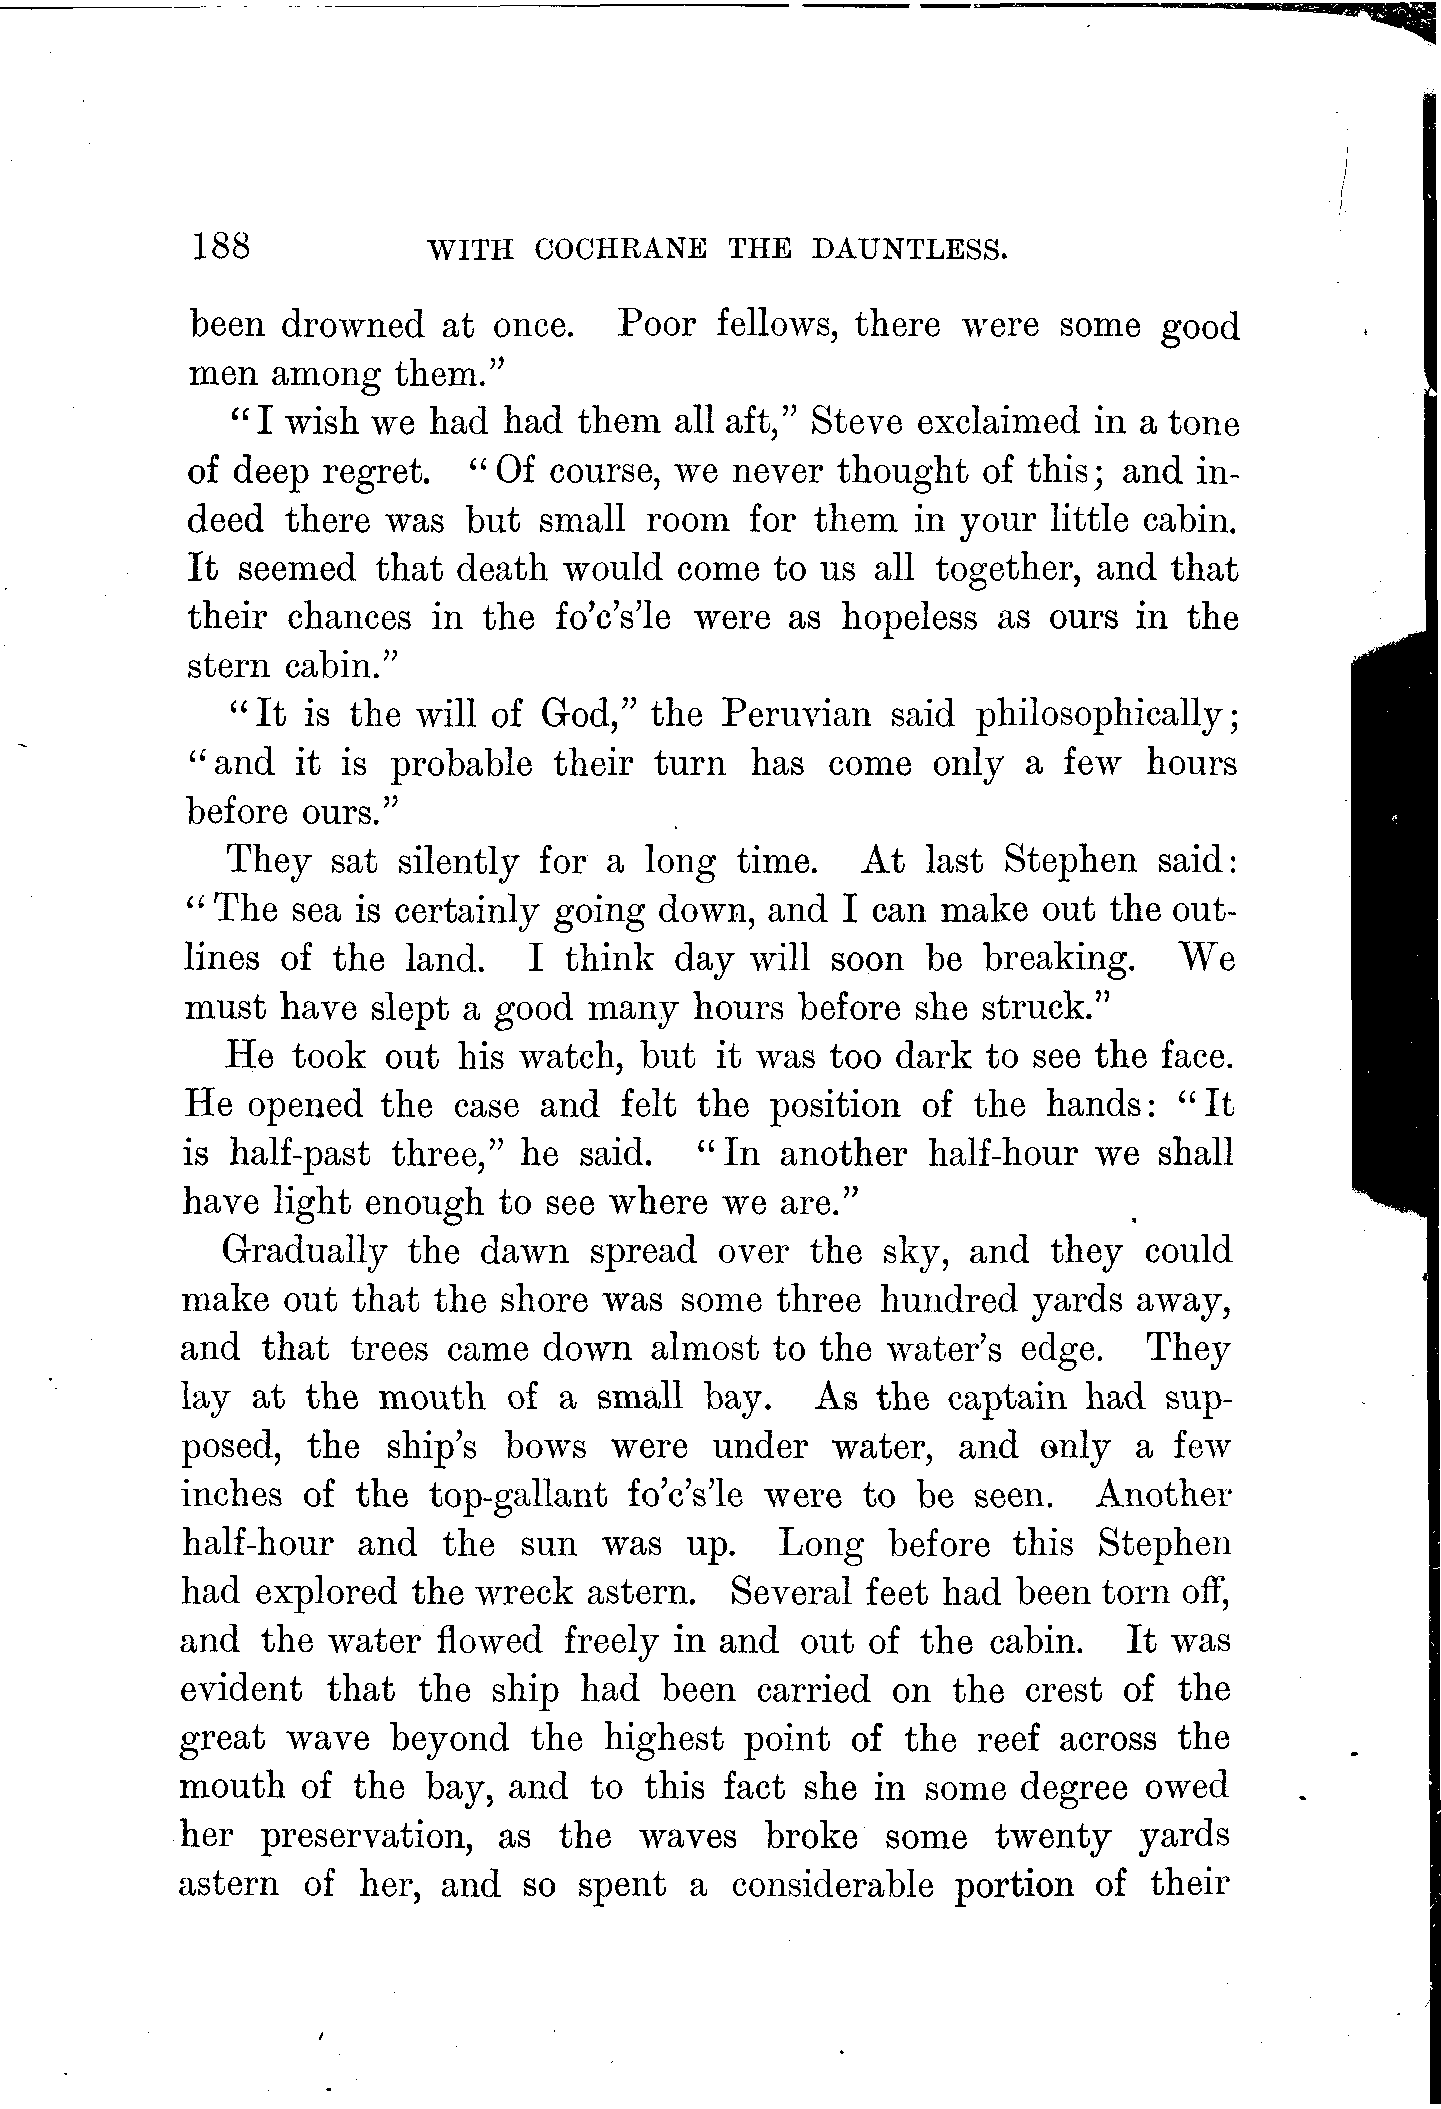 188 WITH COCHRANE THE DAUNTLESS.
been drowned at once. Poor fellows, there were some good
men among them."
"I wish we had had them all aft," Steve exclaimed in a tone
of deep regret. "Of course, we never thought of this; and in-
deed there was but small room for them in your little cabin.
It seemed that death would come to us all together, and that
their chances in the fo'c's'le were as hopeless as ours in the
stern cabin."
"It is the will of God," the Peruvian said philosophically;
"and it is probable their turn has come only a few hours
before ours."
They sat silently for a long time. At last Stephen said:
"The sea is certainly going down, and I can make out the out-
lines of the land. I think day will soon be breaking. We
must have slept a good many hours before she struck."
He took out his watch, but it was too dark to see the face.
He opened the case and felt the position of the hands: "It
is half-past three," he said. "In another half-hour we shall
have light enough to see where we are."
Gradually the dawn spread over the sky, and they could
make out that the shore was some three hundred yards away,
and that trees came down almost to the water's edge. They
lay at the mouth of a small bay. As the captain had sup-
posed, the ship's bows were under water, and only a few
inches of the top-gallant fo'c's'le were to be seen. Another
half-hour and the sun was up. Long before this Stephen
had explored the wreck astern. Several feet had been torn off,
and the water flowed freely in and out of the cabin. It was
evident that the ship had been carried on the crest of the
great wave beyond the highest point of the reef across the
mouth of the bay, and to this fact she in some degree owed
her preservation, as the waves broke some twenty yards
astern of her, and so spent a considerable portion of their